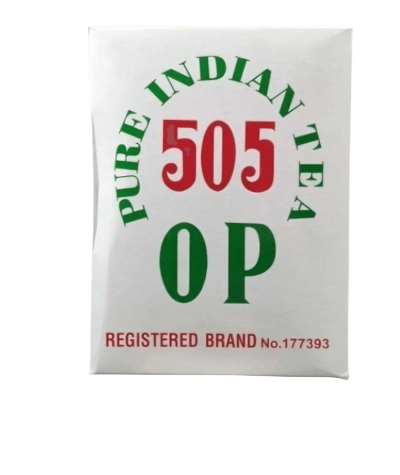 PURE INDIAN TEA
505
OP
REGISTERED BRAND No.177393